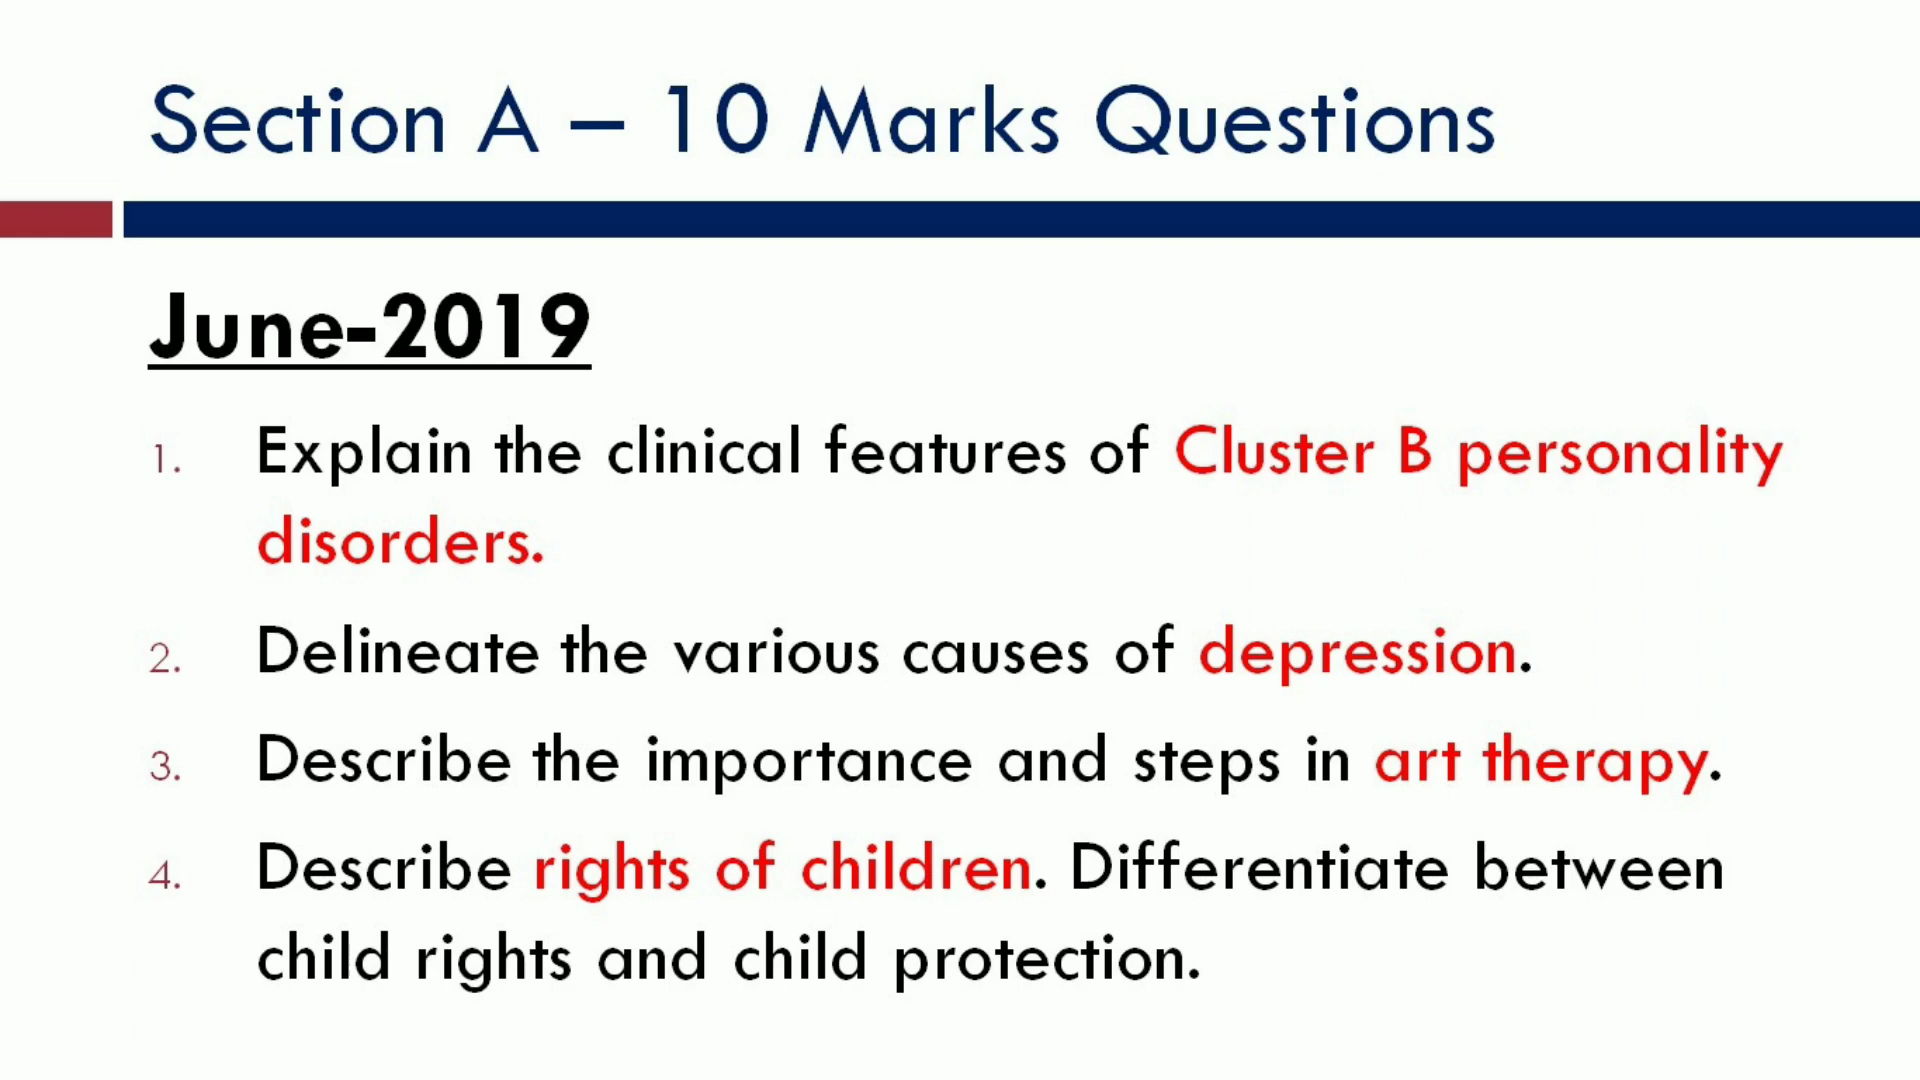 Section A – 10 Marks Questions
June-2019
1. Explain the clinical features of Cluster B personality
disorders.
2. Delineate the various causes of depression.
3. Describe the importance and steps in art therapy.
4. Describe rights of children. Differentiate between
child rights and child protection.